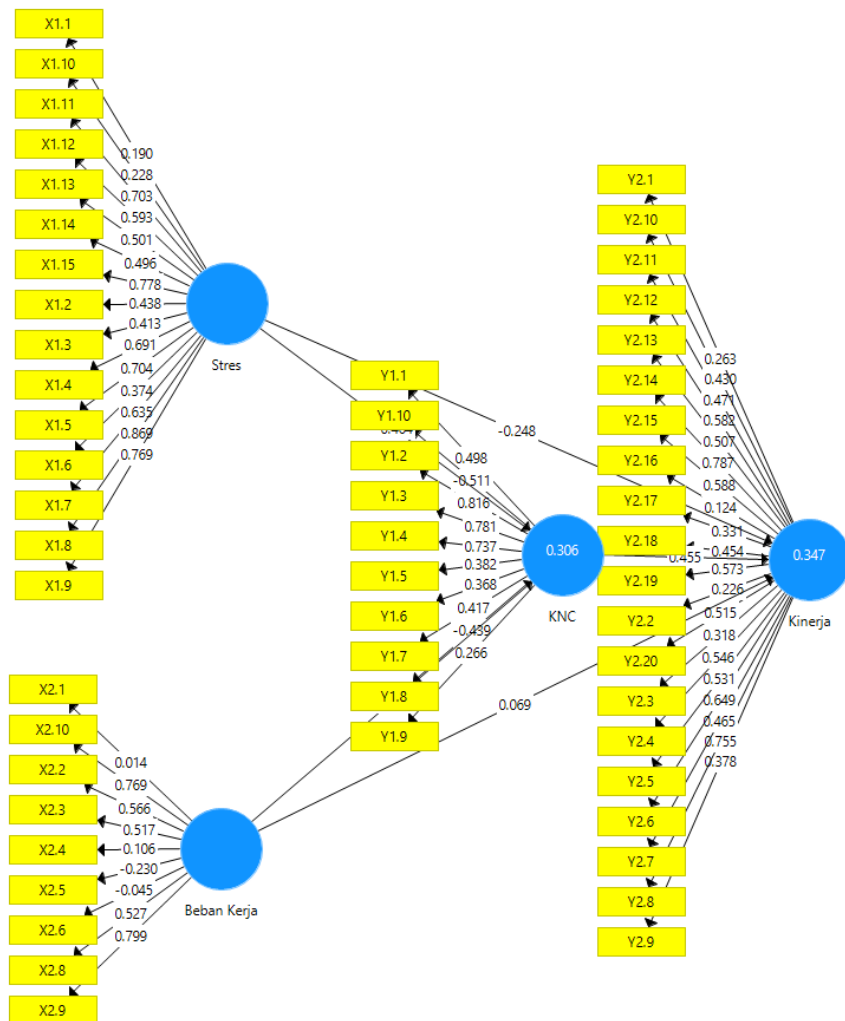 X1.1
X1.10
X1.11
X1.12
X1.13
X1.14
X1.15
X1.2
X1.3
X1.4
X1.5
X1.6
X1.7
X1.8
X1.9
0.190
0.228
0.703
0.593
0.501
0.496
0.778
0.438
0.413
0.691
0.704
0.374
0.635
0.869
0.769
Stres
X2.1
X2.10
X2.2
X2.3
X2.4
X2.5
X2.6
X2.8
X2.9
0.014
0.769
0.566
0.517
0.106
-0.230
-0.045
0.527
0.799
Beban Kerja
Y1.1
Y1.10
Y1.2
Y1.3
Y1.4
Y1.5
Y1.6
Y1.7
Y1.8
Y1.9
0.498
-0.511
0.816
0.781
0.737
0.382
0.368
0.417
-0.439
0.266
0.306
KNC
-0.248
0.069
0.455
Y2.1
Y2.10
Y2.11
Y2.12
Y2.13
Y2.14
Y2.15
Y2.16
Y2.17
Y2.18
Y2.19
Y2.2
Y2.20
Y2.3
Y2.4
Y2.5
Y2.6
Y2.7
Y2.8
Y2.9
0.263
0.430
0.471
0.582
0.507
0.787
0.588
0.124
0.331
-0.454
0.573
0.226
0.515
0.318
0.546
0.531
0.649
0.465
0.755
0.378
0.347
Kinerja